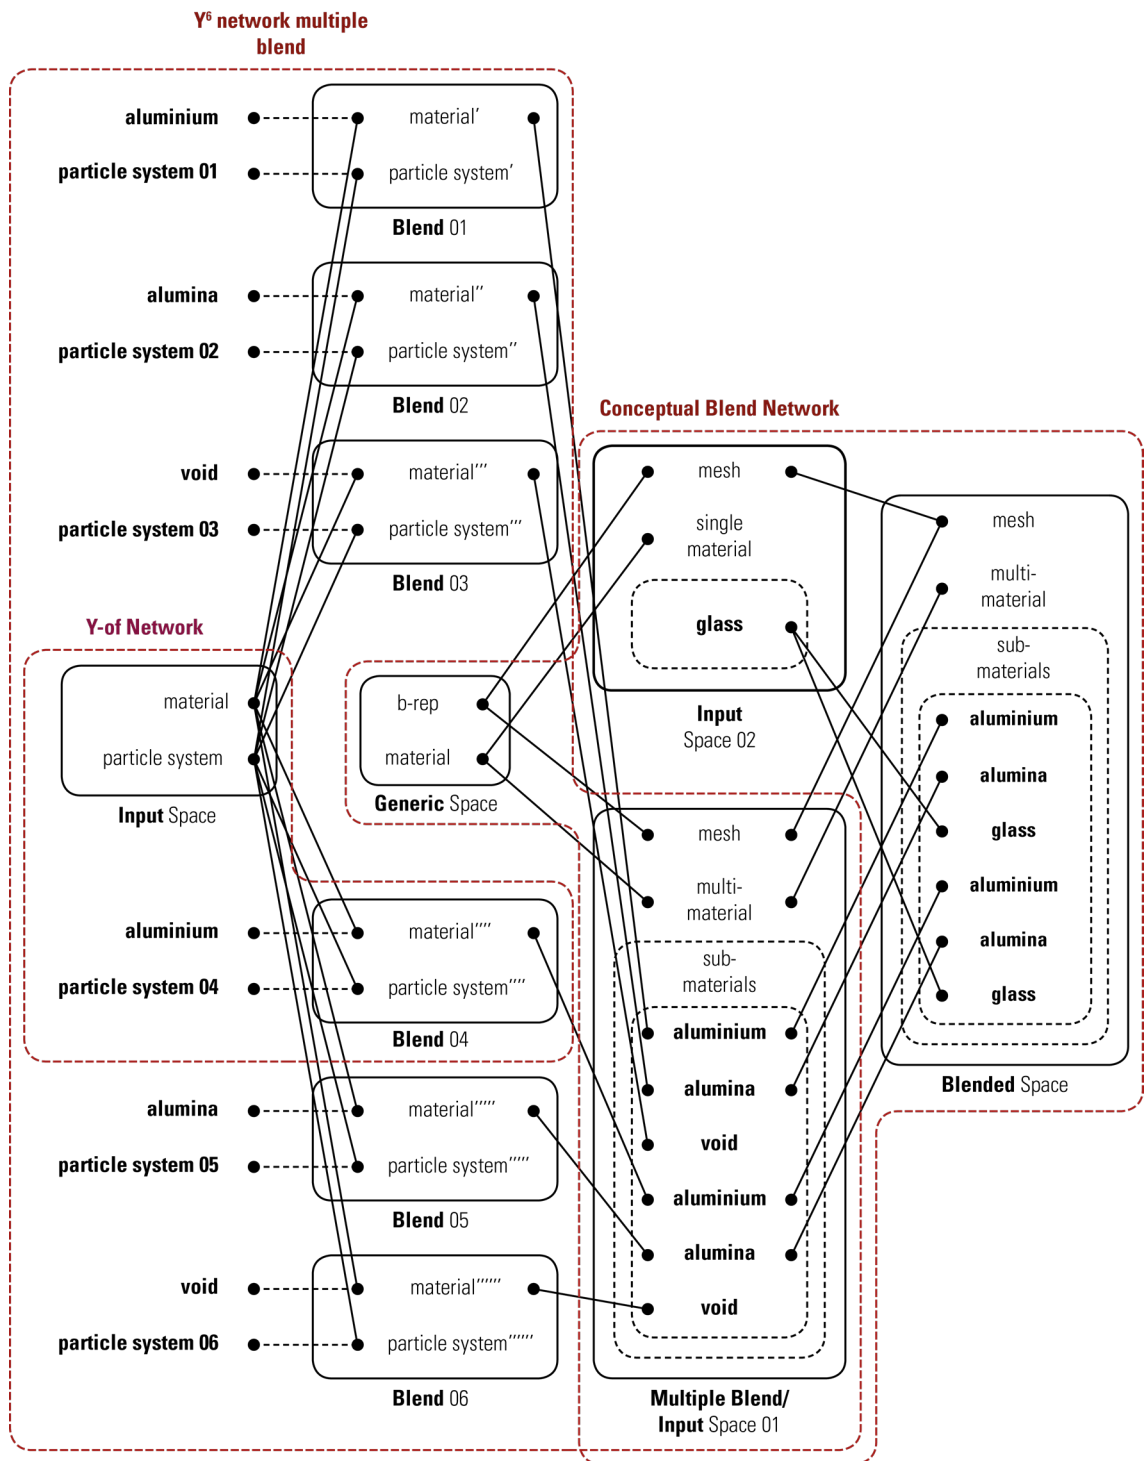 Y⁶ network multiple
blend
aluminium
material′
particle system 01
particle system′
Blend 01
alumina
material′′
particle system 02
particle system′′
Blend 02
void
material′′′
particle system 03
particle system′′′
Blend 03
Y-of Network
material
particle system
Input Space
b-rep
material
Generic Space
aluminium
material′′′′
particle system 04
particle system′′′′
Blend 04
alumina
material′′′′′
particle system 05
particle system′′′′′
Blend 05
void
material′′′′′′
particle system 06
particle system′′′′′′
Blend 06
Conceptual Blend Network
mesh
single
material
glass
Input
Space 02
mesh
multi-
material
sub-
materials
aluminium
alumina
void
aluminium
alumina
void
Multiple Blend/
Input Space 01
mesh
multi-
material
sub-
materials
aluminium
alumina
glass
aluminium
alumina
glass
Blended Space